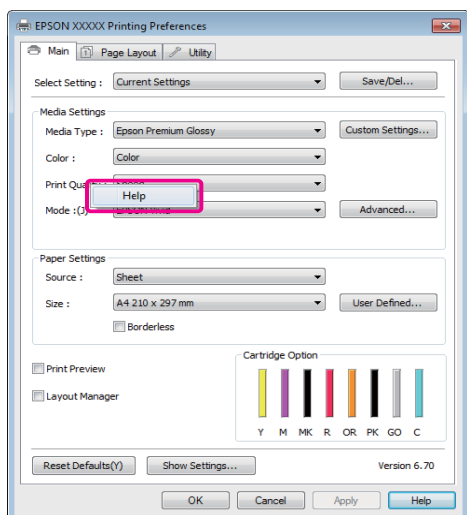 EPSON XXXXX Printing Preferences
Main Page Layout Utility
Select Setting : Current Settings Save/Del...
Media Settings
Media Type : Epson Premium Glossy Custom Settings...
Color : Color
Print Qua
Help
Mode :(J) Advanced...
Paper Settings
Source : Sheet
Size : A4 210 x 297 mm User Defined...
Borderless
Cartridge Option
Print Preview
Layout Manager
Y M MK R OR PK GO C
Reset Defaults(Y) Show Settings... Version 6.70
OK Cancel Apply Help